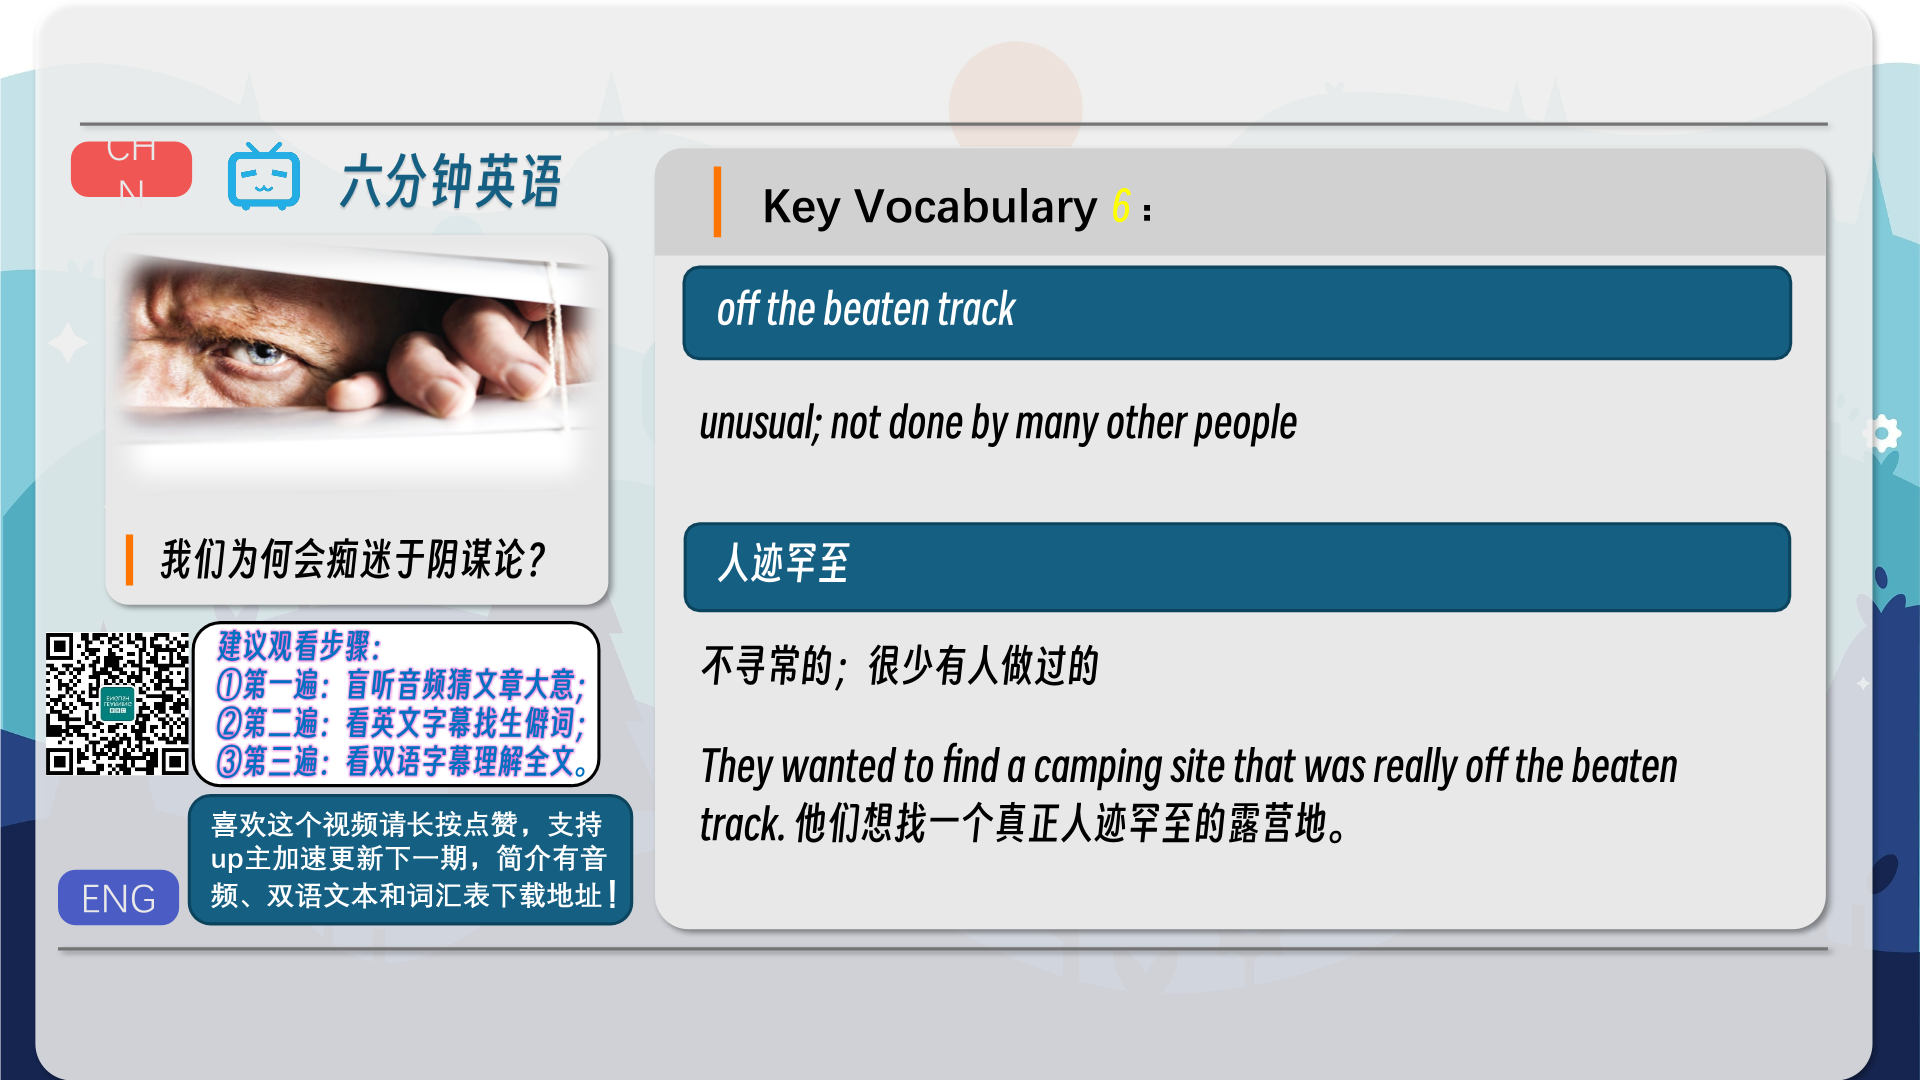 CH
N
六分钟英语
我们为何会痴迷于阴谋论？
建议观看步骤：
①第一遍：盲听音频猜文章大意；
②第二遍：看英文字幕找生僻词；
③第三遍：看双语字幕理解全文。
喜欢这个视频请长按点赞，支持
up主加速更新下一期，简介有音
频、双语文本和词汇表下载地址！
ENG
Key Vocabulary 6：
off the beaten track
unusual; not done by many other people
人迹罕至
不寻常的；很少有人做过的
They wanted to find a camping site that was really off the beaten
track. 他们想找一个真正人迹罕至的露营地。